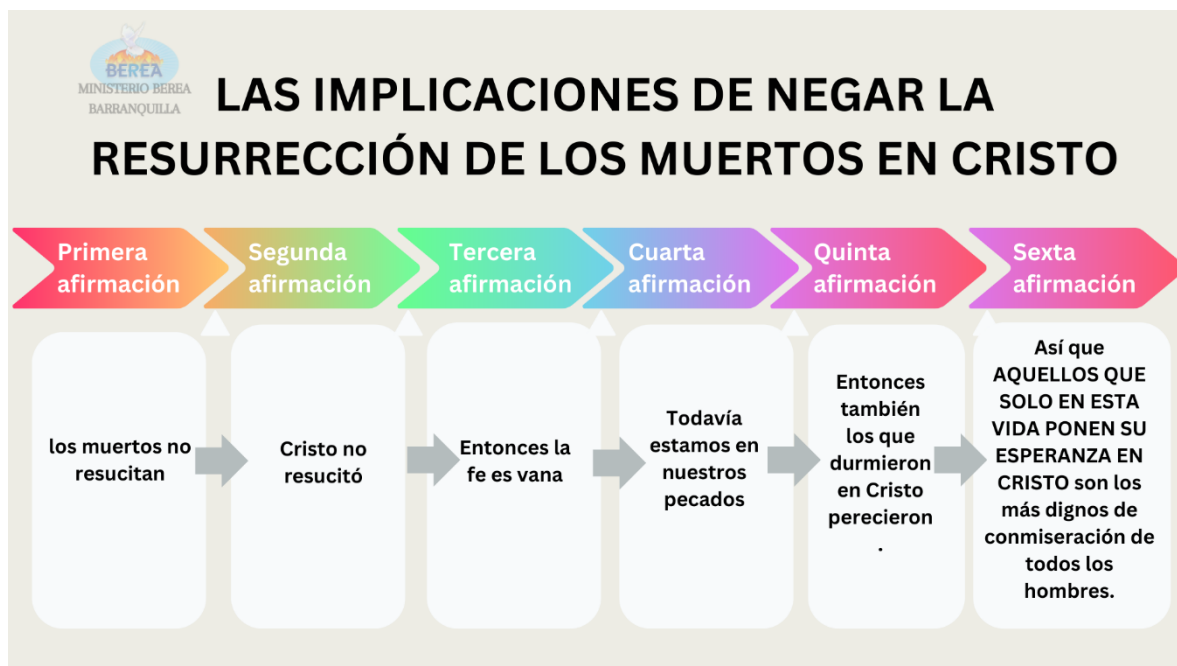 BEREA
MINISTERIO BEREA
BARRANQUILLA
LAS IMPLICACIONES DE NEGAR LA
RESURRECCIÓN DE LOS MUERTOS EN CRISTO
Primera
afirmación
Segunda
afirmación
Tercera
afirmación
Cuarta
afirmación
Quinta
afirmación
Sexta
afirmación
los muertos no
resucitan
Cristo no
resucitó
Entonces la
fe es vana
Todavía
estamos en
nuestros
pecados
Entonces
también
los que
durmieron
en Cristo
perecieron
.
Así que
AQUELLOS QUE
SOLO EN ESTA
VIDA PONEN SU
ESPERANZA EN
CRISTO son los
más dignos de
conmiseración de
todos los
hombres.